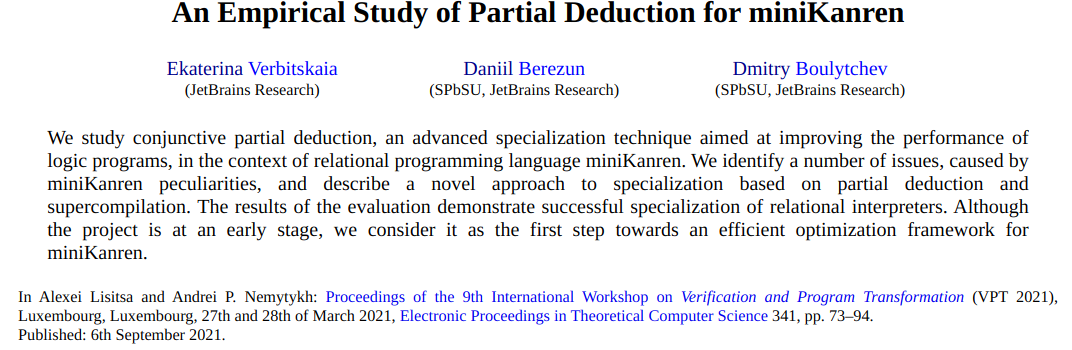 An Empirical Study of Partial Deduction for miniKanren
Ekaterina Verbitskaia Daniil Berezun Dmitry Boulytchev
(JetBrains Research) (SPbSU, JetBrains Research) (SPbSU, JetBrains Research)
We study conjunctive partial deduction, an advanced specialization technique aimed at improving the performance of
logic programs, in the context of relational programming language miniKanren. We identify a number of issues, caused by
miniKanren peculiarities, and describe a novel approach to specialization based on partial deduction and
supercompilation. The results of the evaluation demonstrate successful specialization of relational interpreters. Although
the project is at an early stage, we consider it as the first step towards an efficient optimization framework for
miniKanren.
In Alexei Lisitsa and Andrei P. Nemytykh: Proceedings of the 9th International Workshop on Verification and Program Transformation (VPT 2021),
Luxembourg, Luxembourg, 27th and 28th of March 2021, Electronic Proceedings in Theoretical Computer Science 341, pp. 73–94.
Published: 6th September 2021.